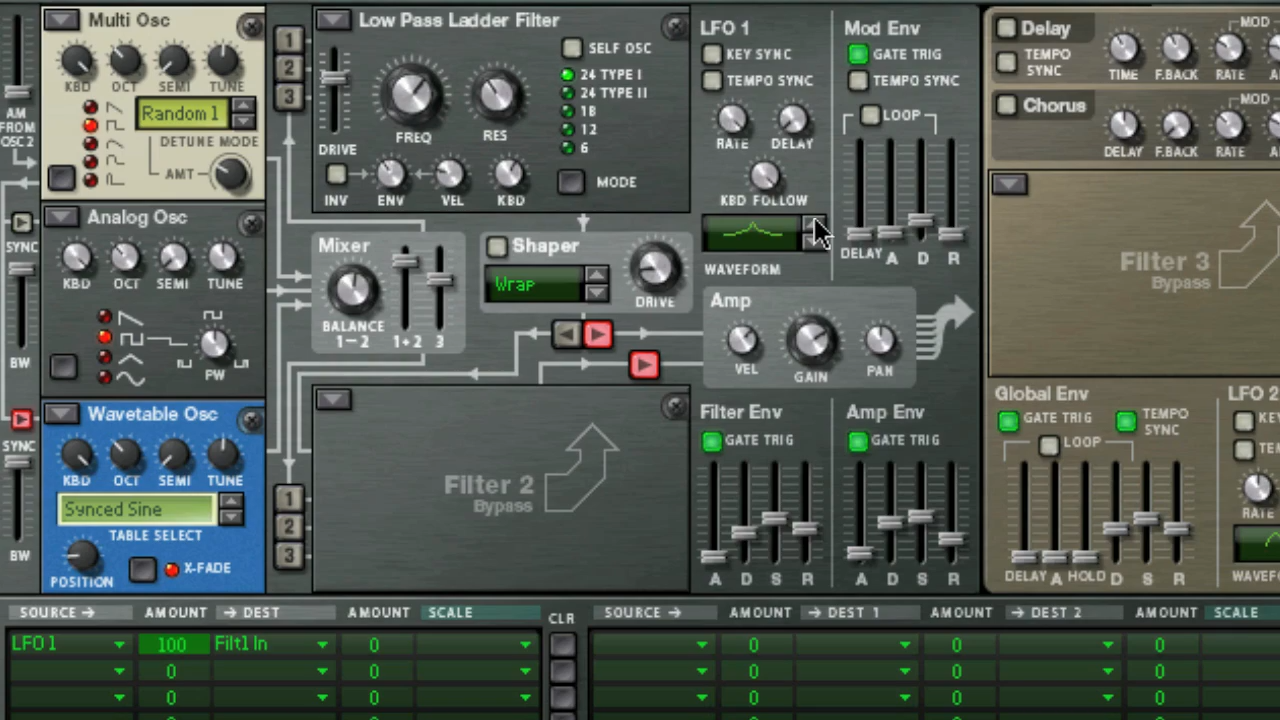 Multi Osc
KBD OCT SEMI TUNE
Random 1
DETUNE MODE
AMT
AM FROM OSC 2
SYNC
BW
SYNC
BW
Analog Osc
KBD OCT SEMI TUNE
PW
Wavetable Osc
KBD OCT SEMI TUNE
Synced Sine
TABLE SELECT
POSITION
X-FADE
1
2
3
Low Pass Ladder Filter
SELF OSC
24 TYPE I
24 TYPE II
18
12
6
DRIVE
FREQ
RES
INV ENV VEL KBD
MODE
Mixer
BALANCE
1-2
1+2 3
Shaper
Wrap
DRIVE
Filter 2
Bypass
1
2
3
LFO 1
KEY SYNC
TEMPO SYNC
RATE DELAY
KBD FOLLOW
WAVEFORM
Mod Env
GATE TRIG
TEMPO SYNC
LOOP
DELAY A D R
Amp
VEL GAIN PAN
Filter Env
GATE TRIG
A D S R
Amp Env
GATE TRIG
A D S R
Delay
TEMPO SYNC
MOD
TIME F.BACK RATE
Chorus
MOD
DELAY F.BACK RATE
Filter 3
Bypass
Global Env
GATE TRIG
TEMPO SYNC
LOOP
DELAY A HOLD D S R
LFO 2
RATE
SOURCE → AMOUNT → DEST AMOUNT SCALE CLR SOURCE → AMOUNT → DEST 1 AMOUNT → DEST 2 AMOUNT SCALE
LFO 1 100 Filt1 In 0 0 0 0
0 0 0 0 0
0 0 0 0 0